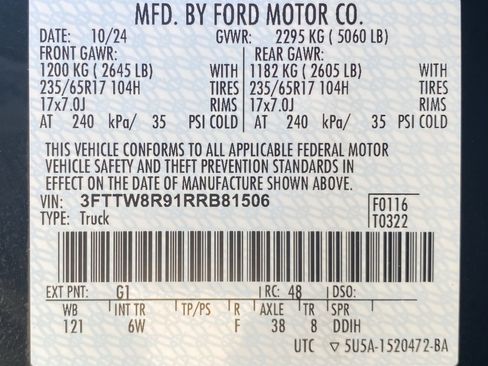 MFD. BY FORD MOTOR CO.
DATE: 10/24 GVWR: 2295 KG ( 5060 LB)
FRONT GAWR: REAR GAWR:
1200 KG ( 2645 LB) WITH 1182 KG ( 2605 LB) WITH
235/65R17 104H TIRES 235/65R17 104H TIRES
17x7.0J RIMS 17x7.0J RIMS
AT 240 kPa/ 35 PSI COLD AT 240 kPa/ 35 PSI COLD
THIS VEHICLE CONFORMS TO ALL APPLICABLE FEDERAL MOTOR
VEHICLE SAFETY AND THEFT PREVENTION STANDARDS IN
EFFECT ON THE DATE OF MANUFACTURE SHOWN ABOVE.
VIN: 3FTTW8R91RRB81506 F0116
TYPE: Truck T0322
EXT PNT: G1 RC: 48 DSO:
WB INT TR TP/PS R AXLE TR SPR
121 6W F 38 8 DDIH
UTC ▽ 5U5A-1520472-BA